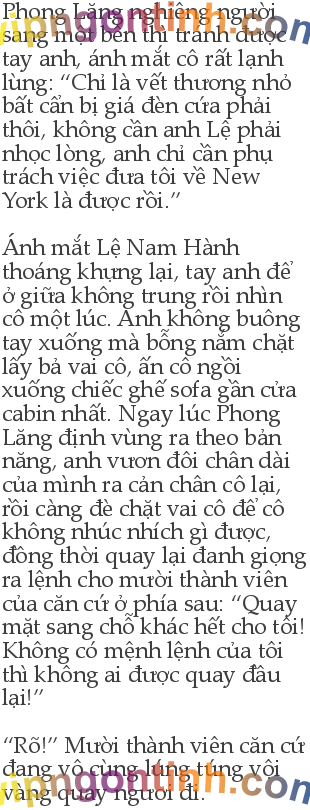 Phong Lăng nghiêng người
sang một bên thì tránh được
tay anh, ánh mắt cô rất lạnh
lùng: “Chỉ là vết thương nhỏ
bất cẩn bị giá đèn cứa phải
thôi, không cần anh Lệ phải
nhọc lòng, anh chỉ cần phụ
trách việc đưa tôi về New
York là được rồi.”
Ánh mắt Lệ Nam Hành
thoáng khựng lại, tay anh để
ở giữa không trung rồi nhìn
cô một lúc. Anh không buông
tay xuống mà bỗng nắm chặt
lấy bả vai cô, ấn cô ngồi
xuống chiếc ghế sofa gần cửa
cabin nhất. Ngay lúc Phong
Lăng định vùng ra theo bản
năng, anh vươn đôi chân dài
của mình ra cản chân cô lại,
rồi càng đè chặt vai cô để cô
không nhúc nhích gì được,
đồng thời quay lại đanh giọng
ra lệnh cho mười thành viên
của căn cứ ở phía sau: “Quay
mặt sang chỗ khác hết cho tôi!
Không có mệnh lệnh của tôi
thì không ai được quay đầu
lại!”
“Rõ!” Mười thành viên căn cứ
đang vô cùng lúng túng vội
vàng quay người đi.
vipngontinh.com
vipngontinh.com